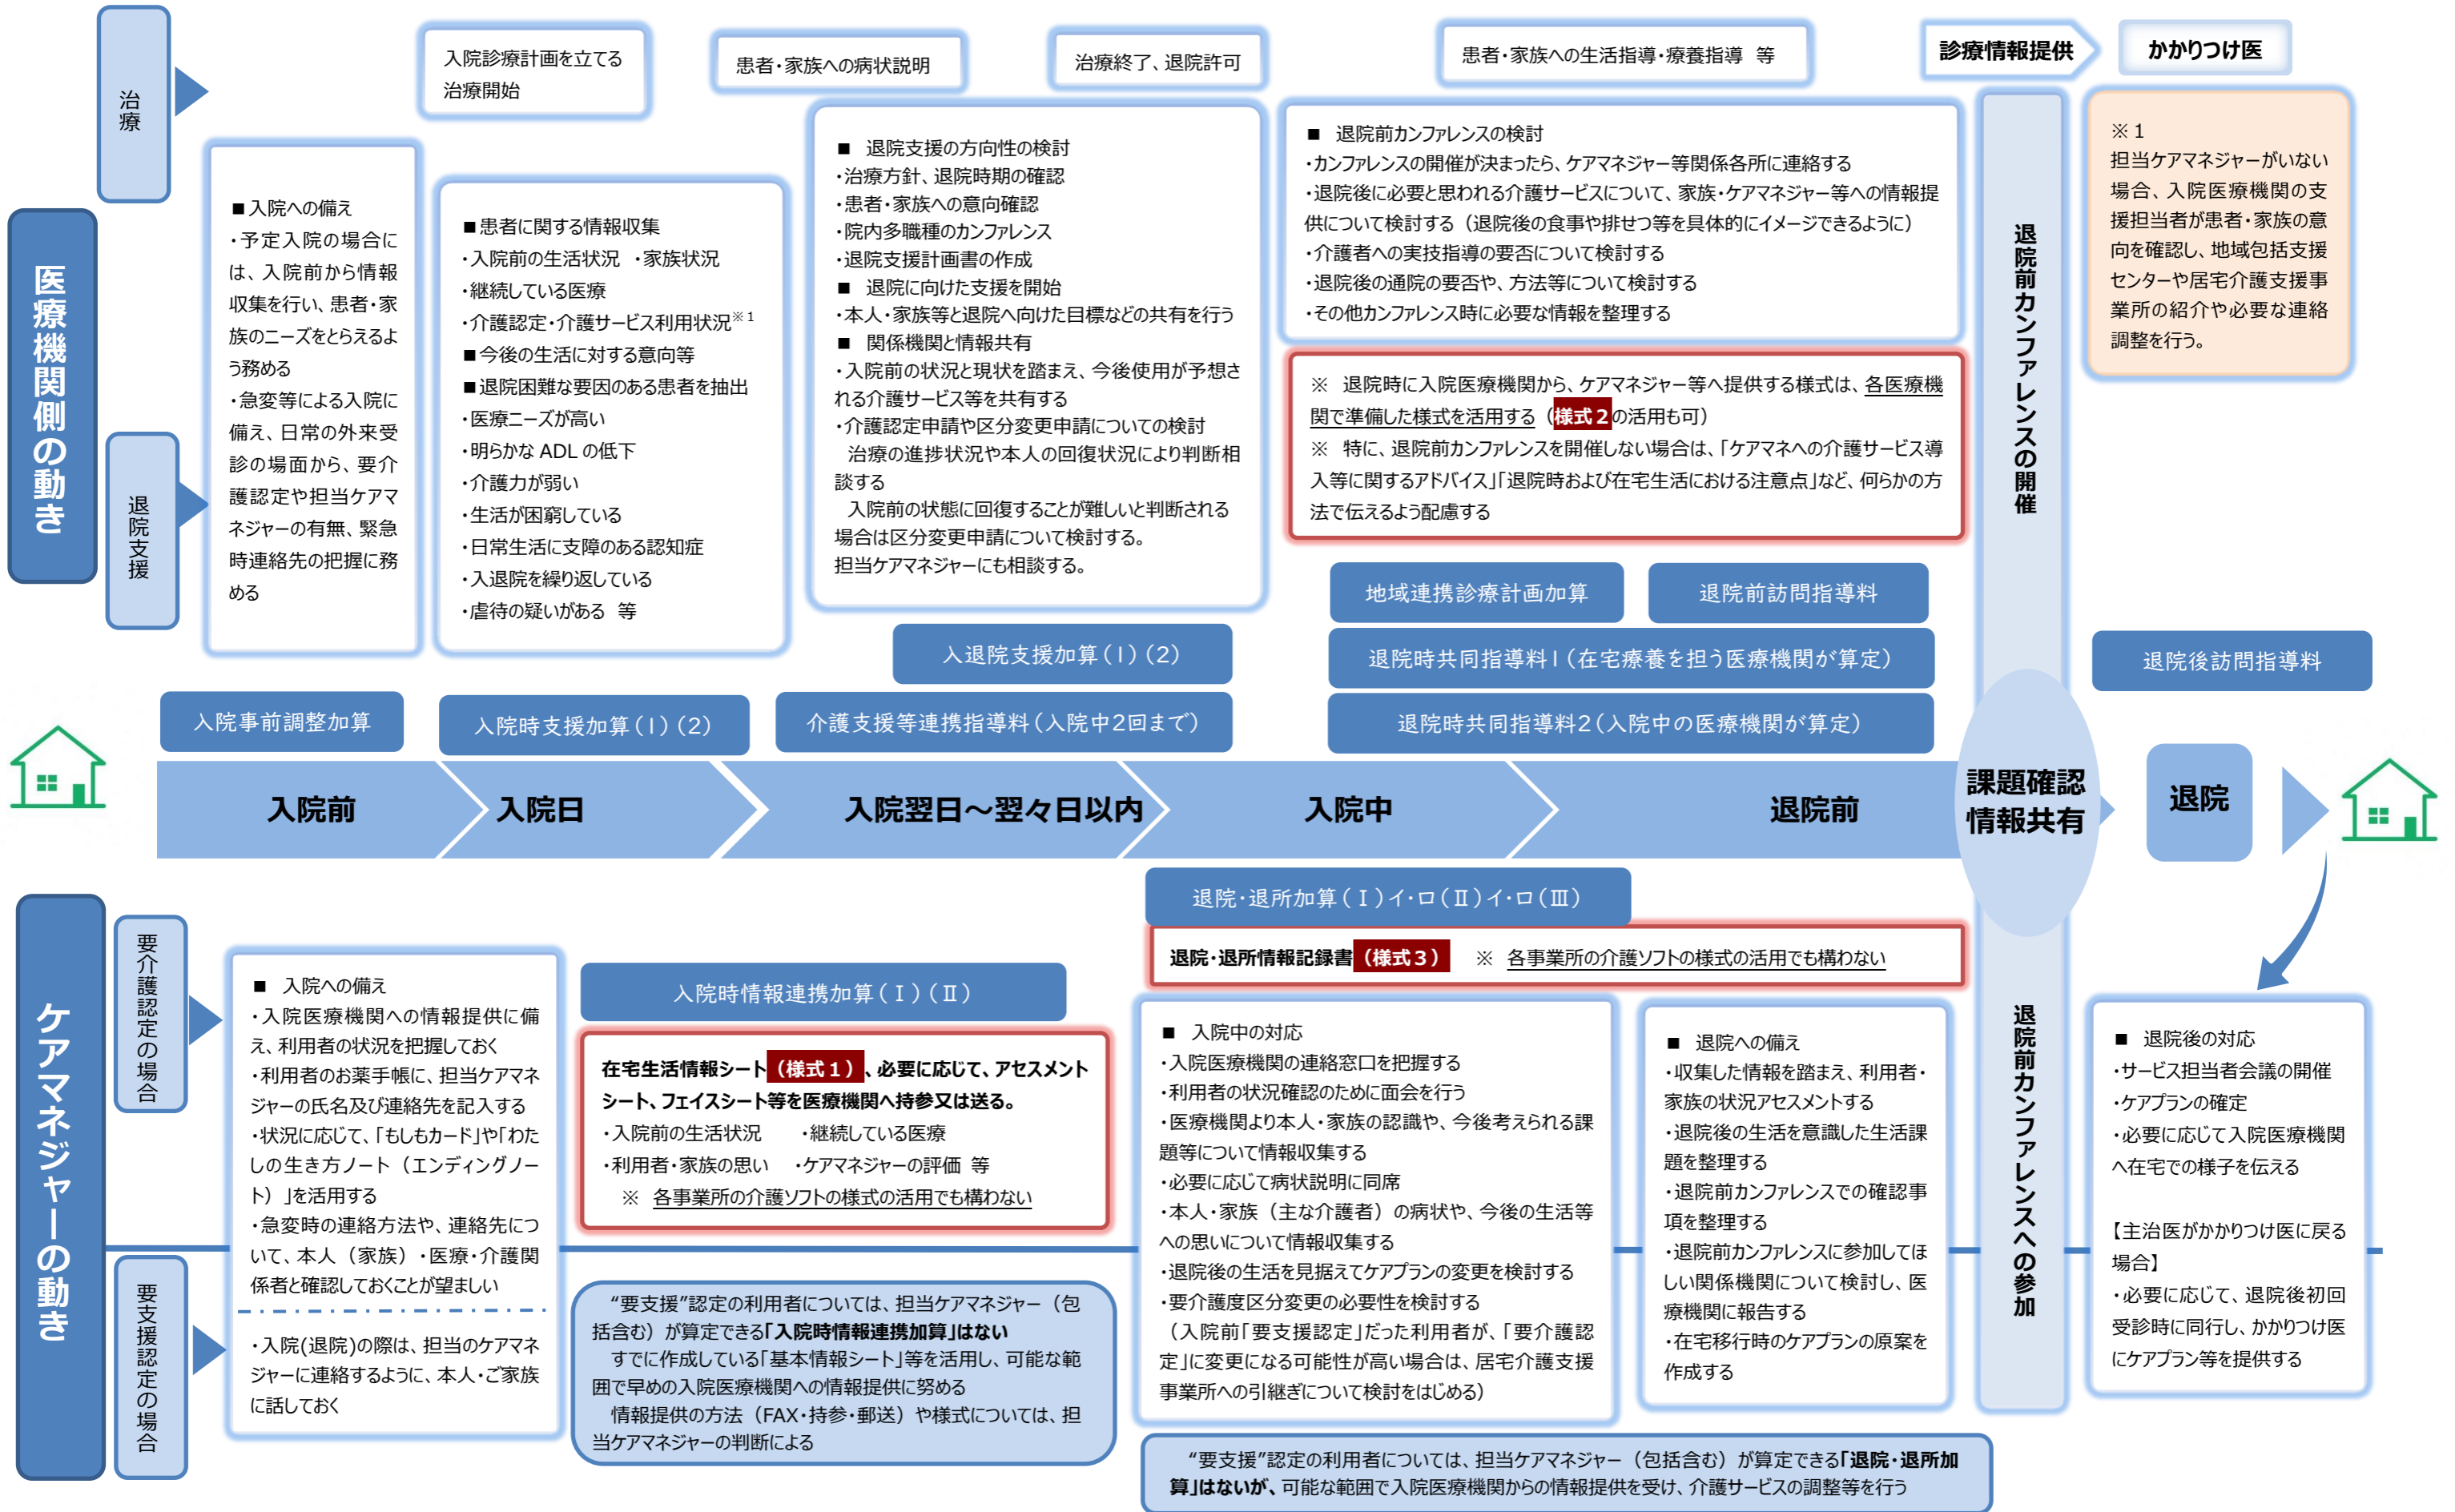 医療機関側の動き
治療
入院診療計画を立てる
治療開始
患者・家族への病状説明
治療終了、退院許可
患者・家族への生活指導・療養指導 等
診療情報提供
かかりつけ医
退院支援
■入院への備え
・予定入院の場合に
は、入院前から情報
収集を行い、患者・家
族のニーズをとらえるよ
う務める
・急変等による入院に
備え、日常の外来受
診の場面から、要介
護認定や担当ケアマ
ネジャーの有無、緊急
時連絡先の把握に務
める
■患者に関する情報収集
・入院前の生活状況 ・家族状況
・継続している医療
・介護認定・介護サービス利用状況※1
■今後の生活に対する意向等
■退院困難な要因のある患者を抽出
・医療ニーズが高い
・明らかな ADL の低下
・介護力が弱い
・生活が困窮している
・日常生活に支障のある認知症
・入退院を繰り返している
・虐待の疑いがある 等
■ 退院支援の方向性の検討
・治療方針、退院時期の確認
・患者・家族への意向確認
・院内多職種のカンファレンス
・退院支援計画書の作成
■ 退院に向けた支援を開始
・本人・家族等と退院へ向けた目標などの共有を行う
■ 関係機関と情報共有
・入院前の状況と現状を踏まえ、今後使用が予想さ
れる介護サービス等を共有する
・介護認定申請や区分変更申請についての検討
治療の進捗状況や本人の回復状況により判断相
談する
入院前の状態に回復することが難しいと判断される
場合は区分変更申請について検討する。
担当ケアマネジャーにも相談する。
■ 退院前カンファレンスの検討
・カンファレンスの開催が決まったら、ケアマネジャー等関係各所に連絡する
・退院後に必要と思われる介護サービスについて、家族・ケアマネジャー等への情報提
供について検討する（退院後の食事や排せつ等を具体的にイメージできるように）
・介護者への実技指導の要否について検討する
・退院後の通院の要否や、方法等について検討する
・その他カンファレンス時に必要な情報を整理する
※ 退院時に入院医療機関から、ケアマネジャー等へ提供する様式は、各医療機
関で準備した様式を活用する（様式2の活用も可）
※ 特に、退院前カンファレンスを開催しない場合は、「ケアマネへの介護サービス導
入等に関するアドバイス」「退院時および在宅生活における注意点」など、何らかの方
法で伝えるよう配慮する
退院前カンファレンスの開催
※1
担当ケアマネジャーがいない
場合、入院医療機関の支
援担当者が患者・家族の意
向を確認し、地域包括支援
センターや居宅介護支援事
業所の紹介や必要な連絡
調整を行う。
地域連携診療計画加算
退院前訪問指導料
入退院支援加算(1)(2)
退院時共同指導料1(在宅療養を担う医療機関が算定)
退院後訪問指導料
入院事前調整加算
入院時支援加算(1)(2)
介護支援等連携指導料(入院中2回まで)
退院時共同指導料2(入院中の医療機関が算定)
入院前
入院日
入院翌日～翌々日以内
入院中
退院前
課題確認
情報共有
退院
ケアマネジャーの動き
要介護認定の場合
要支援認定の場合
■ 入院への備え
・入院医療機関への情報提供に備
え、利用者の状況を把握しておく
・利用者のお薬手帳に、担当ケアマネ
ジャーの氏名及び連絡先を記入する
・状況に応じて、「もしもカード」や「わた
しの生き方ノート（エンディングノー
ト）」を活用する
・急変時の連絡方法や、連絡先につ
いて、本人（家族）・医療・介護関
係者と確認しておくことが望ましい
・入院(退院)の際は、担当のケアマネ
ジャーに連絡するように、本人・ご家族
に話しておく
入院時情報連携加算(Ⅰ)(Ⅱ)
在宅生活情報シート（様式1）、必要に応じて、アセスメント
シート、フェイスシート等を医療機関へ持参又は送る。
・入院前の生活状況 ・継続している医療
・利用者・家族の思い ・ケアマネジャーの評価 等
※ 各事業所の介護ソフトの様式の活用でも構わない
“要支援”認定の利用者については、担当ケアマネジャー（包
括含む）が算定できる「入院時情報連携加算」はない
すでに作成している「基本情報シート」等を活用し、可能な範
囲で早めの入院医療機関への情報提供に努める
情報提供の方法（FAX・持参・郵送）や様式については、担
当ケアマネジャーの判断による
退院・退所加算(Ⅰ)イ・ロ(Ⅱ)イ・ロ(Ⅲ)
退院・退所情報記録書（様式3） ※ 各事業所の介護ソフトの様式の活用でも構わない
■ 入院中の対応
・入院医療機関の連絡窓口を把握する
・利用者の状況確認のために面会を行う
・医療機関より本人・家族の認識や、今後考えられる課
題等について情報収集する
・必要に応じて病状説明に同席
・本人・家族（主な介護者）の病状や、今後の生活等
への思いについて情報収集する
・退院後の生活を見据えてケアプランの変更を検討する
・要介護度区分変更の必要性を検討する
（入院前「要支援認定」だった利用者が、「要介護認
定」に変更になる可能性が高い場合は、居宅介護支援
事業所への引継ぎについて検討をはじめる）
■ 退院への備え
・収集した情報を踏まえ、利用者・
家族の状況アセスメントする
・退院後の生活を意識した生活課
題を整理する
・退院前カンファレンスでの確認事
項を整理する
・退院前カンファレンスに参加してほ
しい関係機関について検討し、医
療機関に報告する
・在宅移行時のケアプランの原案を
作成する
退院前カンファレンスへの参加
■ 退院後の対応
・サービス担当者会議の開催
・ケアプランの確定
・必要に応じて入院医療機関
へ在宅での様子を伝える
【主治医がかかりつけ医に戻る
場合】
・必要に応じて、退院後初回
受診時に同行し、かかりつけ医
にケアプラン等を提供する
“要支援”認定の利用者については、担当ケアマネジャー（包括含む）が算定できる「退院・退所加
算」はないが、可能な範囲で入院医療機関からの情報提供を受け、介護サービスの調整等を行う